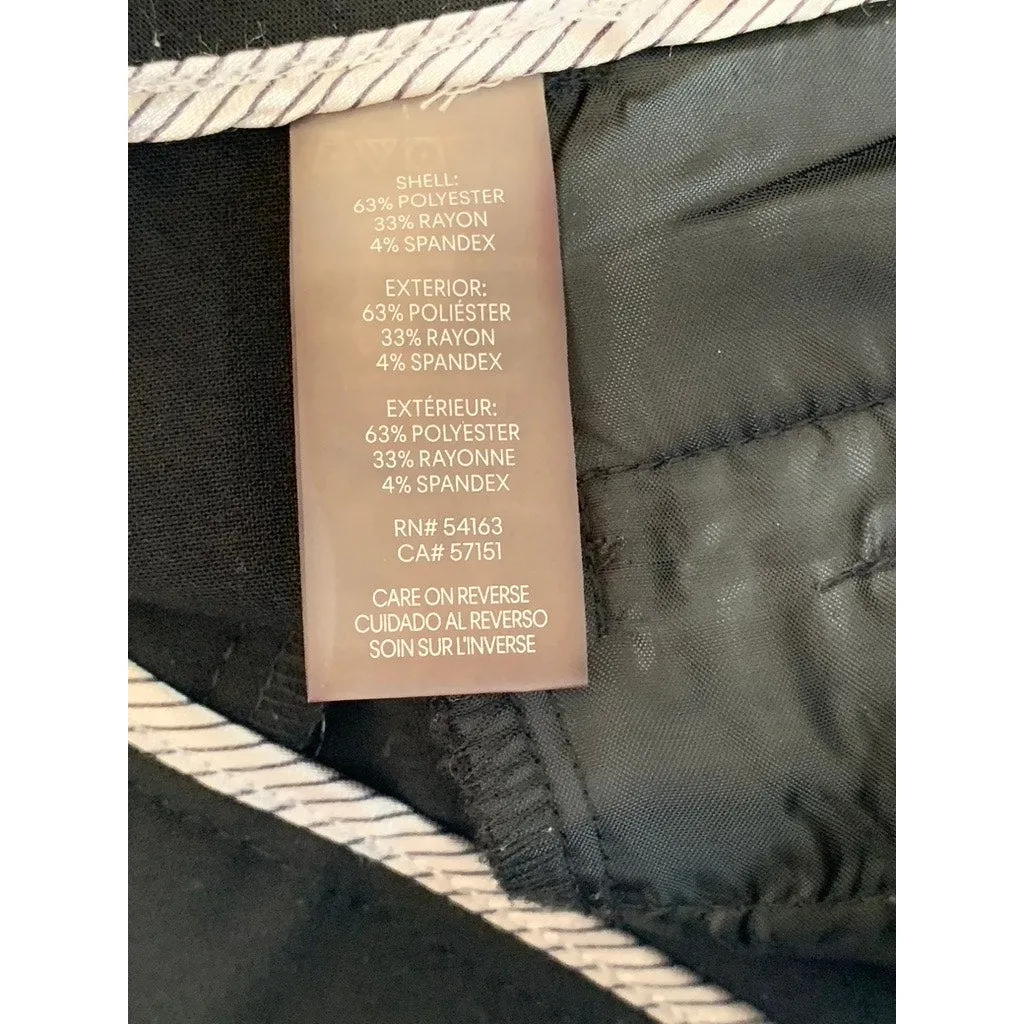 SHELL:
63% POLYESTER
33% RAYON
4% SPANDEX
EXTERIOR:
63% POLIÉSTER
33% RAYON
4% SPANDEX
EXTÉRIEUR:
63% POLYESTER
33% RAYONNE
4% SPANDEX
RN# 54163
CA# 57151
CARE ON REVERSE
CUIDADO AL REVERSO
SOIN SUR L'INVERSE